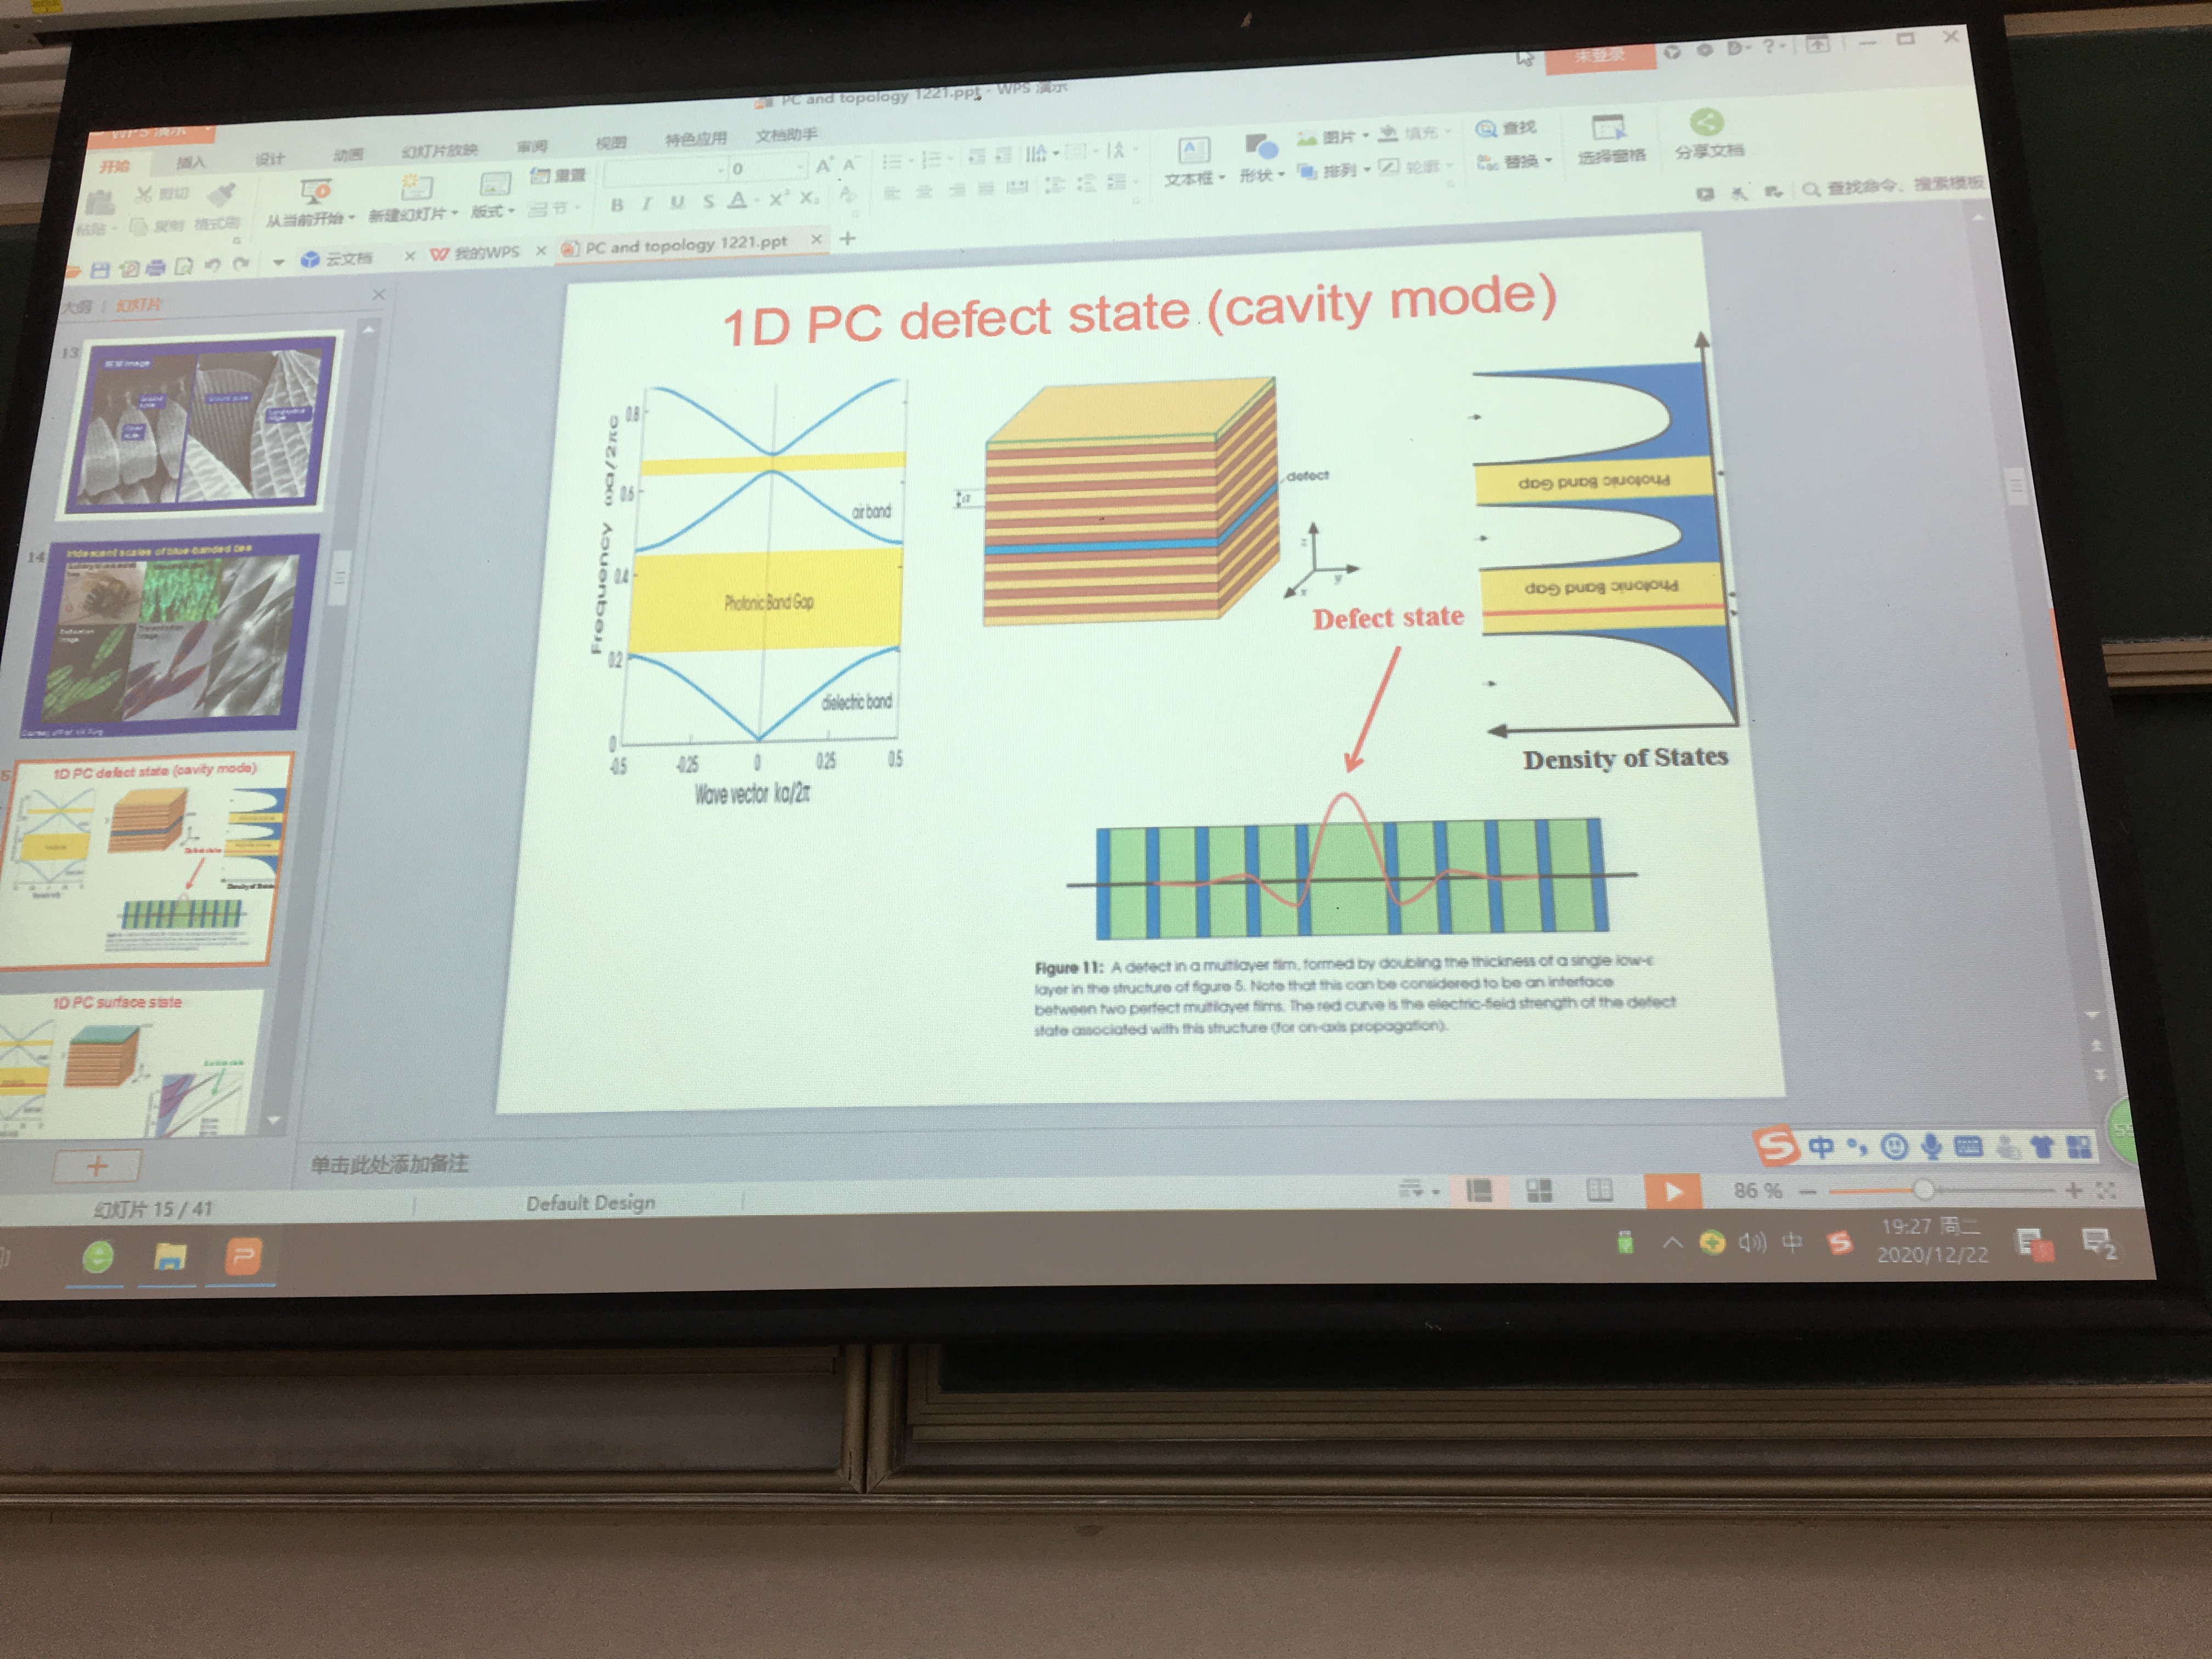 未登录
PC and topology 1221.ppt - WPS 演示
WPS 演示
开始 插入 设计 动画 幻灯片放映 审阅 视图 特色应用 文档助手
粘贴 剪切 复制 格式刷
从当前开始 新建幻灯片 版式 重置 节
0
B I U S A X² X₂
文本框 形状 图片 排列 填充 轮廓 查找 替换 选择窗格 分享文档
查找命令、搜索模板
云文档 我的WPS PC and topology 1221.ppt
大纲 幻灯片
13
14
Iridescent scales of blue-banded bee
1D PC defect state (cavity mode)
1D PC surface state
1D PC defect state (cavity mode)
Frequency ωa/2πc
0.8
0.6
0.4
0.2
0
air band
Photonic Band Gap
dielectric band
-0.5 -0.25 0 0.25 0.5
Wave vector ka/2π
a
defect
z
y
x
Defect state
Photonic Band Gap
Photonic Band Gap
Density of States
Figure 11: A defect in a multilayer film, formed by doubling the thickness of a single low-ε
layer in the structure of figure 5. Note that this can be considered to be an interface
between two perfect multilayer films. The red curve is the electric-field strength of the defect
state associated with this structure (for on-axis propagation).
单击此处添加备注
中
幻灯片 15 / 41
Default Design
86 %
中
19:27 周二
2020/12/22
2